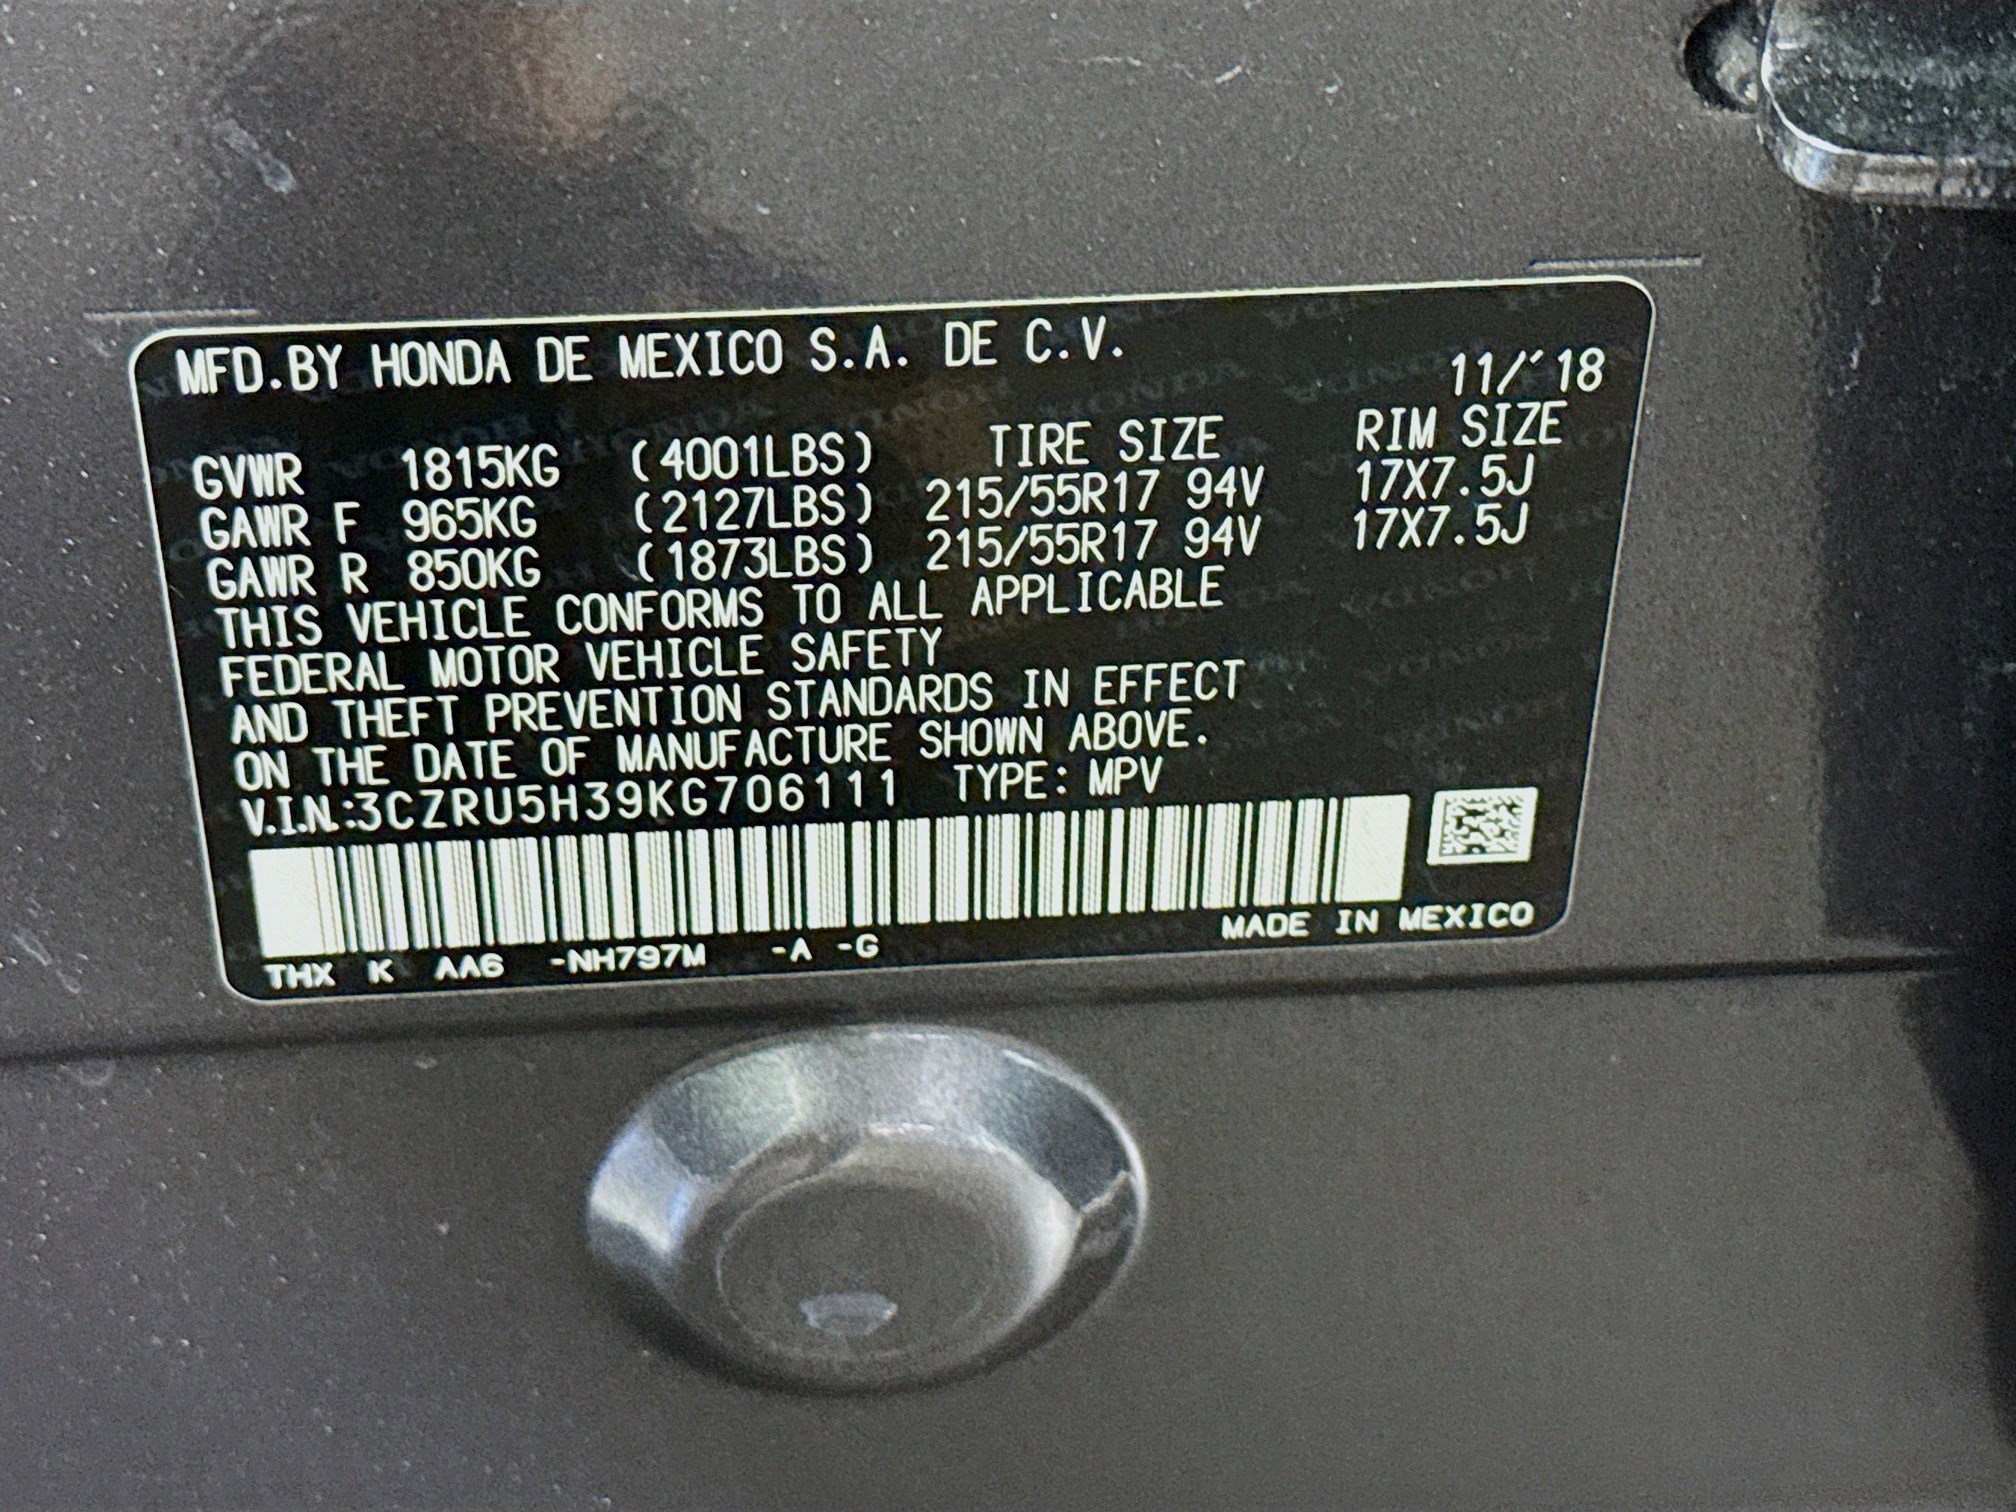 MFD.BY HONDA DE MEXICO S.A. DE C.V.
11/'18
GVWR 1815KG (4001LBS) TIRE SIZE RIM SIZE
GAWR F 965KG (2127LBS) 215/55R17 94V 17X7.5J
GAWR R 850KG (1873LBS) 215/55R17 94V 17X7.5J
THIS VEHICLE CONFORMS TO ALL APPLICABLE
FEDERAL MOTOR VEHICLE SAFETY
AND THEFT PREVENTION STANDARDS IN EFFECT
ON THE DATE OF MANUFACTURE SHOWN ABOVE.
V.I.N.:3CZRU5H39KG706111 TYPE: MPV
THX K AA6 -NH797M -A -G MADE IN MEXICO